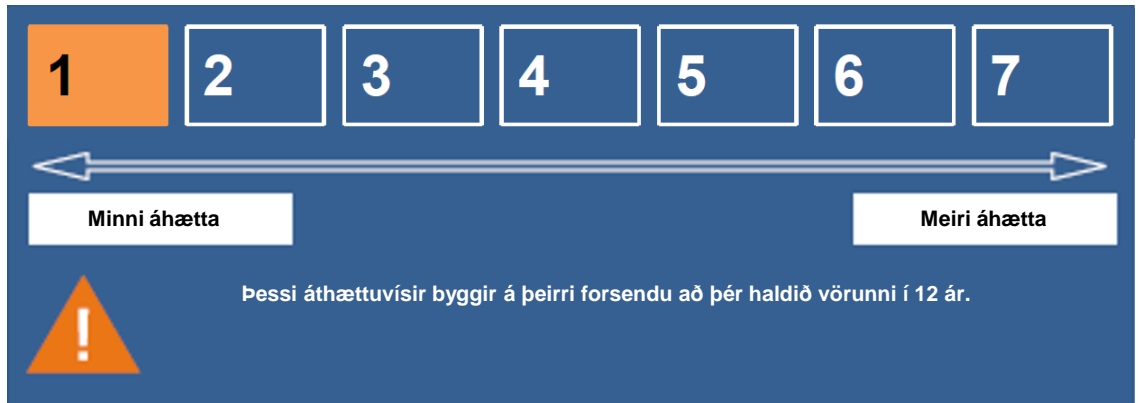 1 2 3 4 5 6 7
Minni áhætta Meiri áhætta
Þessi áthættuvísir byggir á þeirri forsendu að þér haldið vörunni í 12 ár.
!